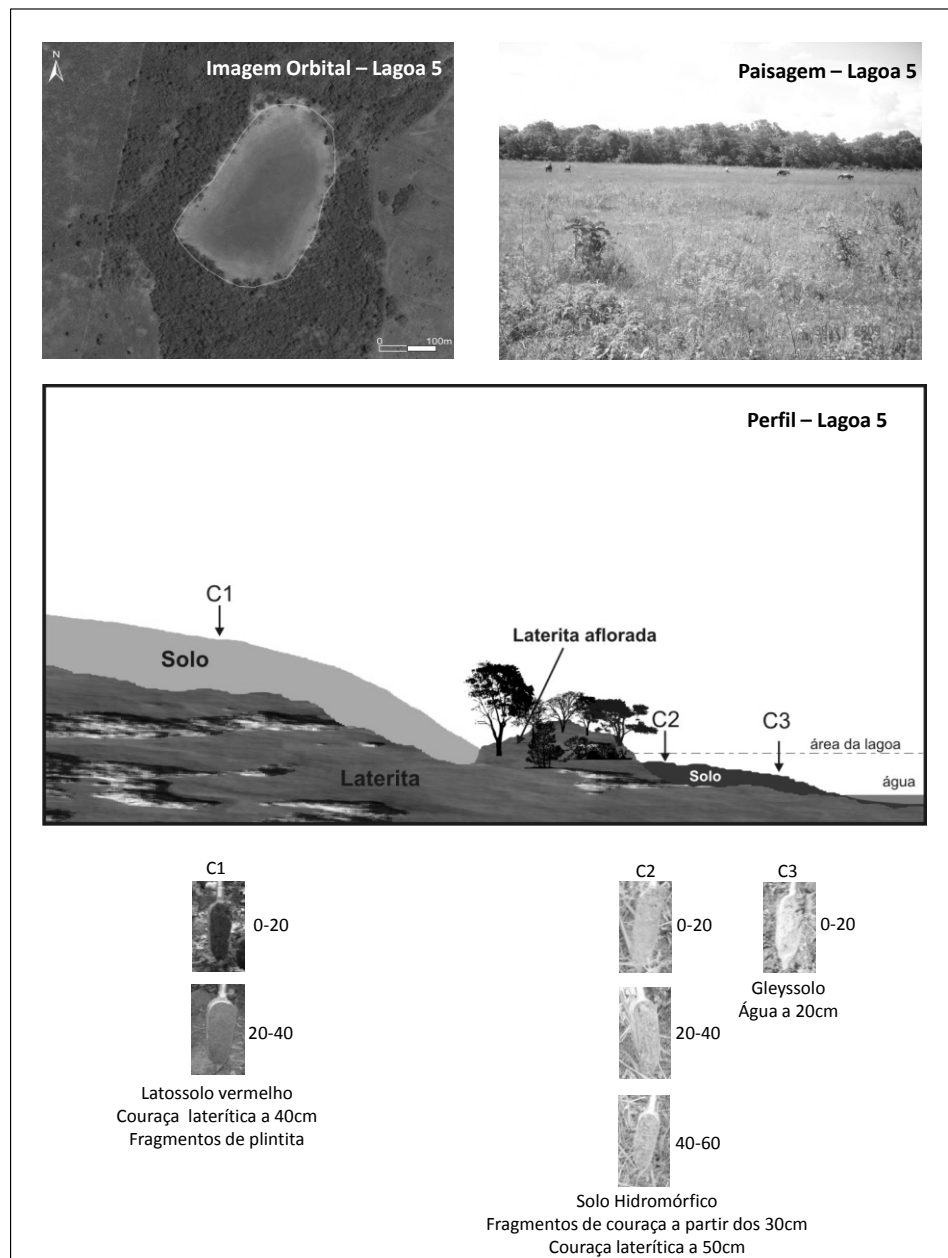 N
Imagem Orbital – Lagoa 5
0 100m
Paisagem – Lagoa 5
Perfil – Lagoa 5
C1
Solo
Laterita aflorada
C2
C3
área da lagoa
Solo
água
Laterita
C1
0-20
20-40
Latossolo vermelho
Couraça laterítica a 40cm
Fragmentos de plintita
C2
0-20
20-40
40-60
Solo Hidromórfico
Fragmentos de couraça a partir dos 30cm
Couraça laterítica a 50cm
C3
0-20
Gleyssolo
Água a 20cm